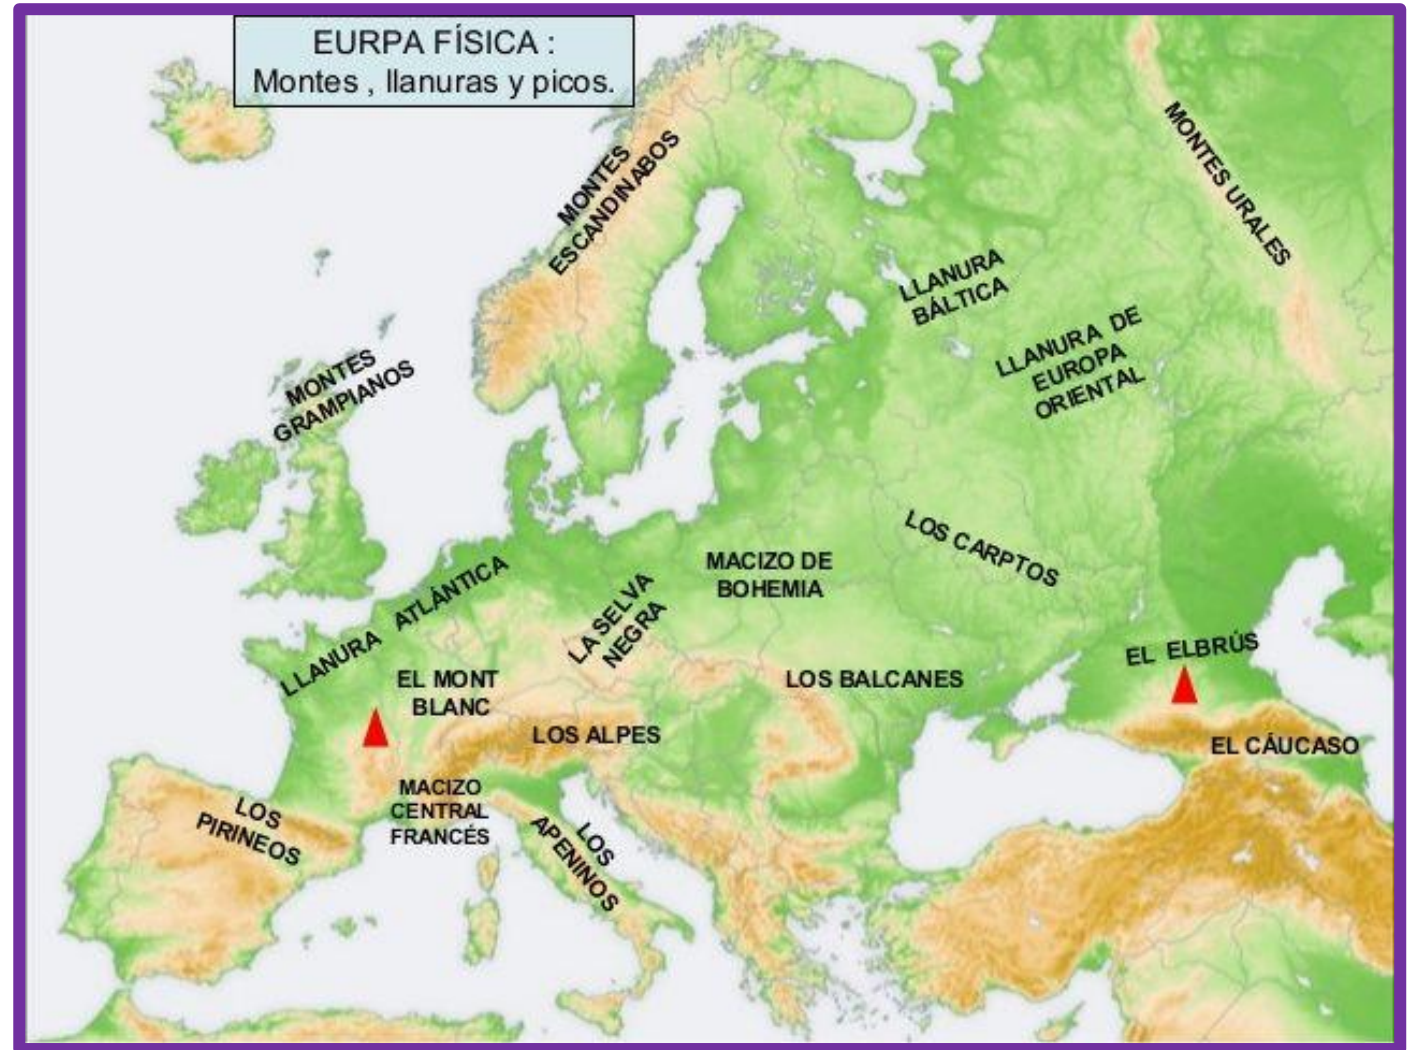 EURPA FÍSICA :
Montes , llanuras y picos.
MONTES
ESCANDINABOS
MONTES URALES
LLANURA
BÁLTICA
LLANURA DE
EUROPA
ORIENTAL
MONTES
GRAMPIANOS
LOS CARPTOS
MACIZO DE
BOHEMIA
LLANURA ATLÁNTICA
LA SELVA
NEGRA
EL ELBRÚS
EL MONT
BLANC
LOS BALCANES
LOS ALPES
EL CÁUCASO
MACIZO
CENTRAL
FRANCÉS
LOS
PIRINEOS
LOS
APENINOS